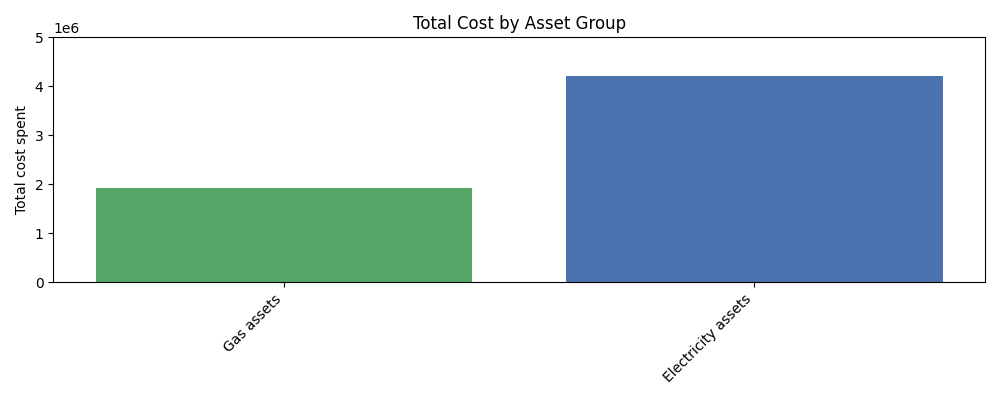 Total Cost by Asset Group
1e6
5
4
3
2
1
0
Total cost spent
Gas assets
Electricity assets